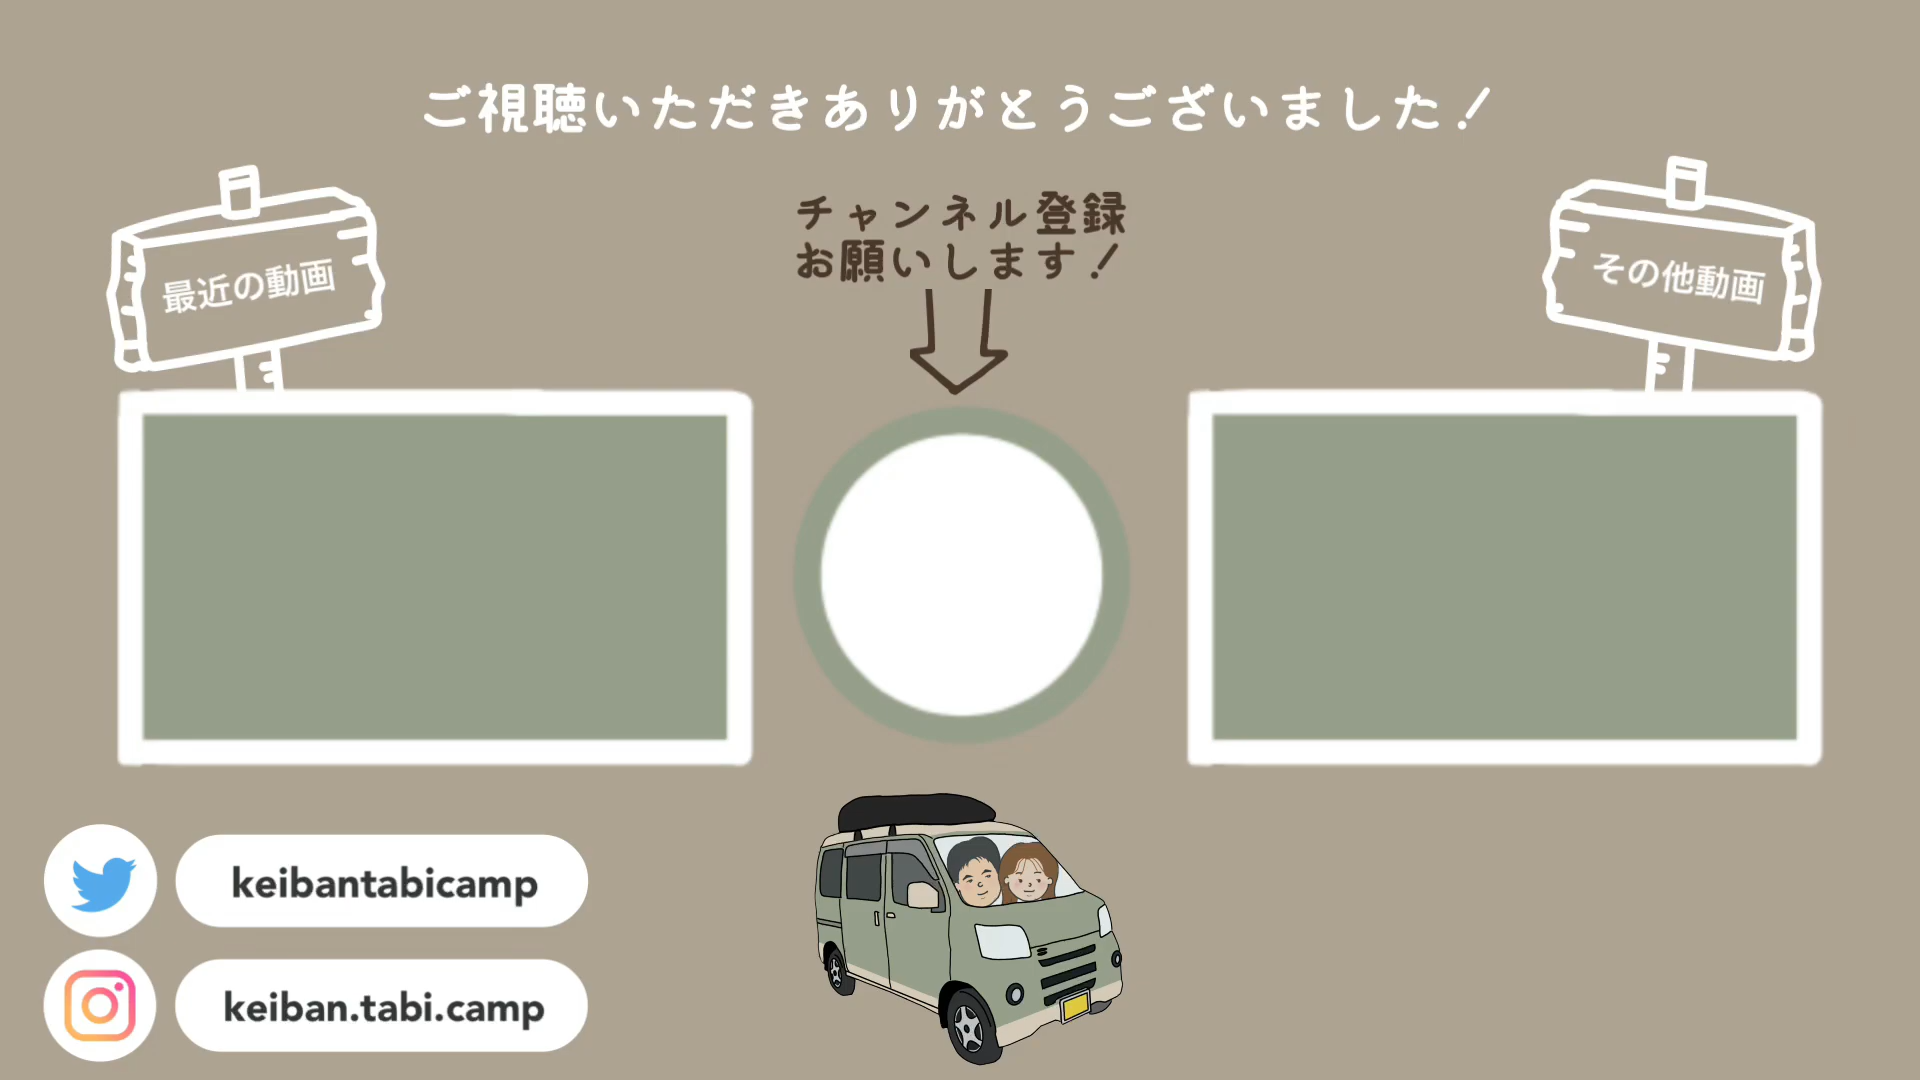 ご視聴いただきありがとうございました!
チャンネル登録
お願いします!
最近の動画
その他動画
keibantabicamp
keiban.tabi.camp